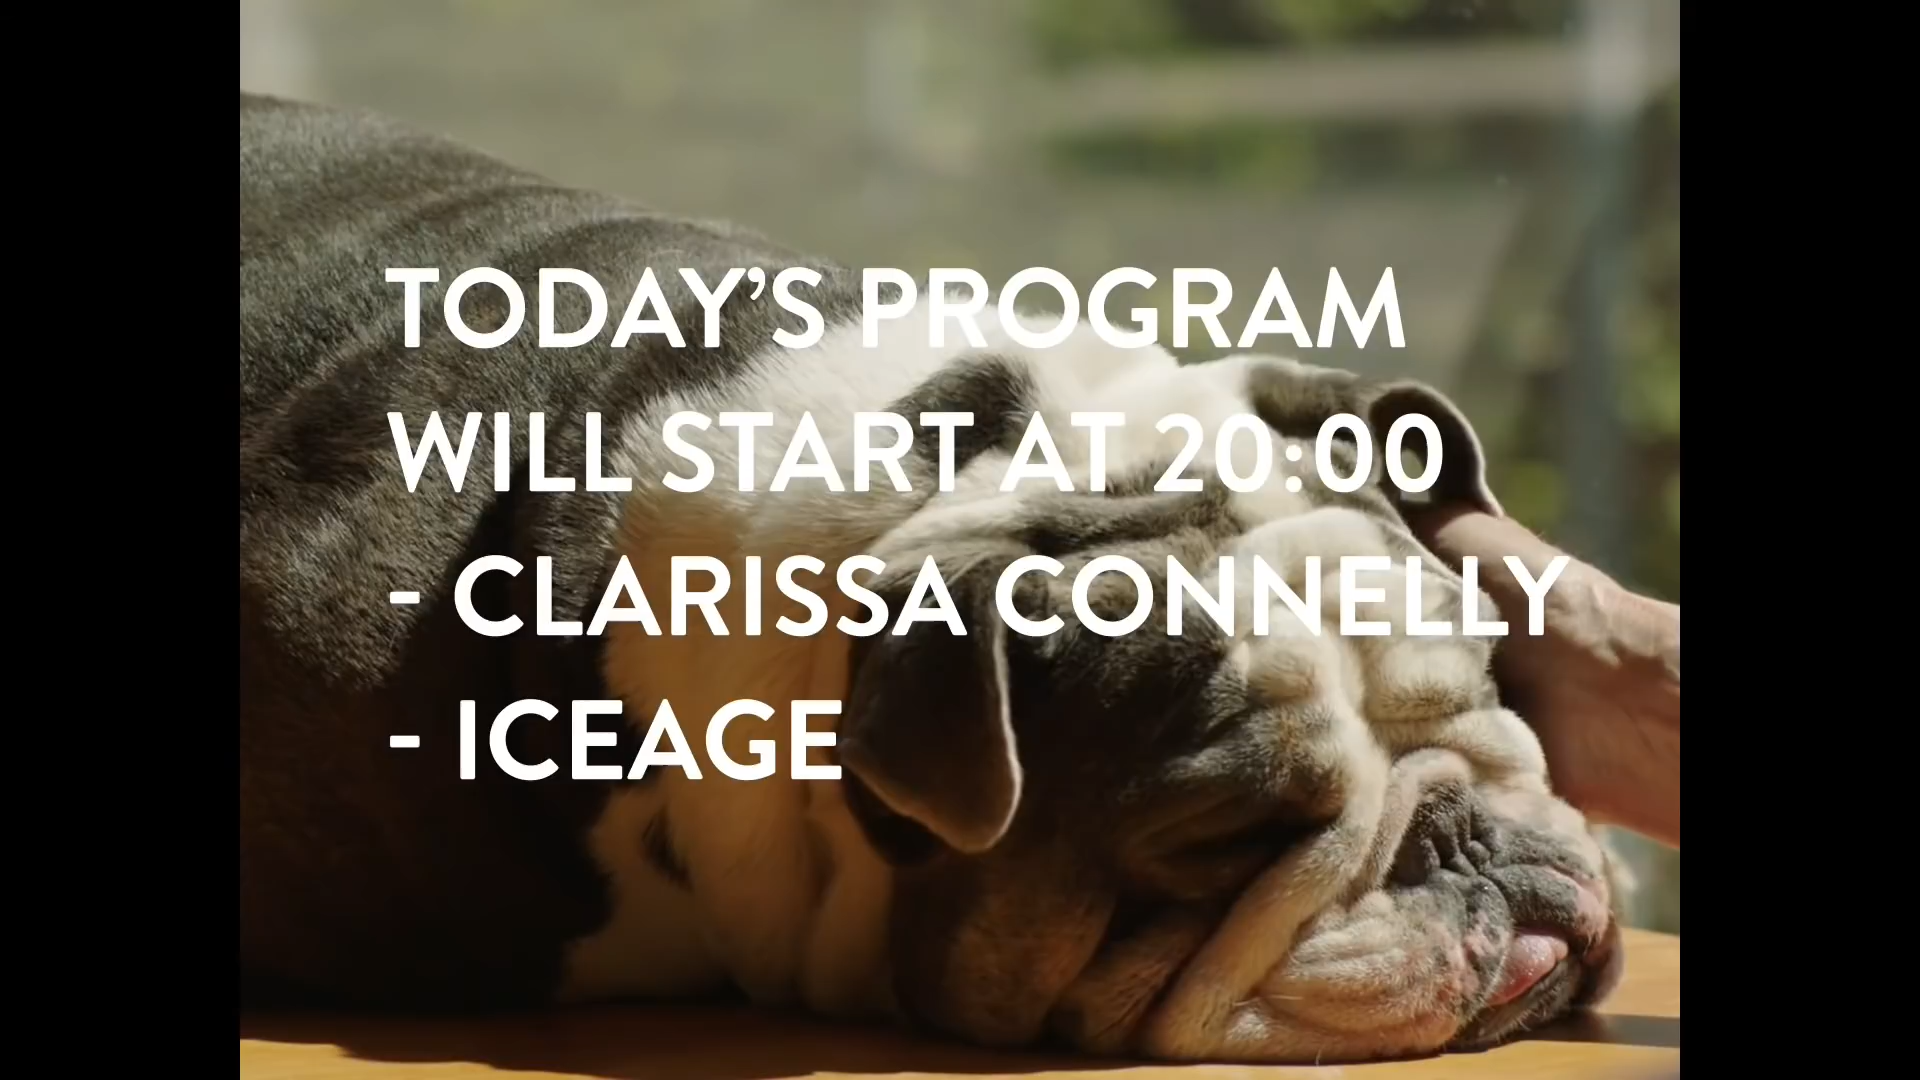 TODAY’S PROGRAM
WILL START AT 20:00
- CLARISSA CONNELLY
- ICEAGE